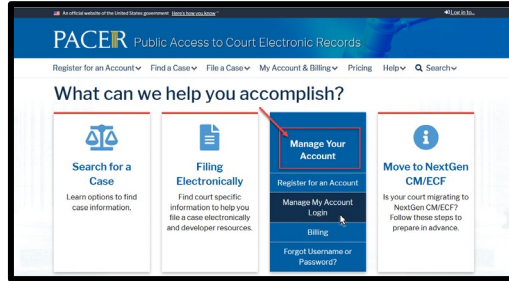 An official website of the United States government Here's how you know
Log in to...
PACER Public Access to Court Electronic Records
Register for an Account Find a Case File a Case My Account & Billing Pricing Help Search
What can we help you accomplish?
Search for a
Case
Learn options to find
case information.
Filing
Electronically
Find court specific
information to help you
file a case electronically
and developer resources.
Manage Your
Account
Register for an Account
Manage My Account
Login
Billing
Forgot Username or
Password?
Move to NextGen
CM/ECF
Is your court migrating to
NextGen CM/ECF?
Follow these steps to
prepare in advance.